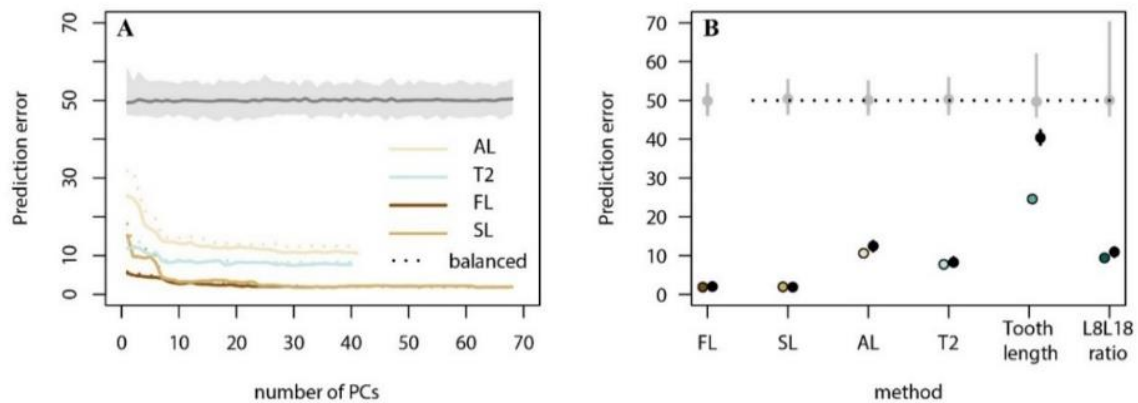 A
Prediction error
70
50
30
10
0
AL
T2
FL
SL
balanced
0 10 20 30 40 50 60 70
number of PCs
B
Prediction error
70
60
50
40
30
20
10
0
FL SL AL T2 Tooth length L8L18 ratio
method